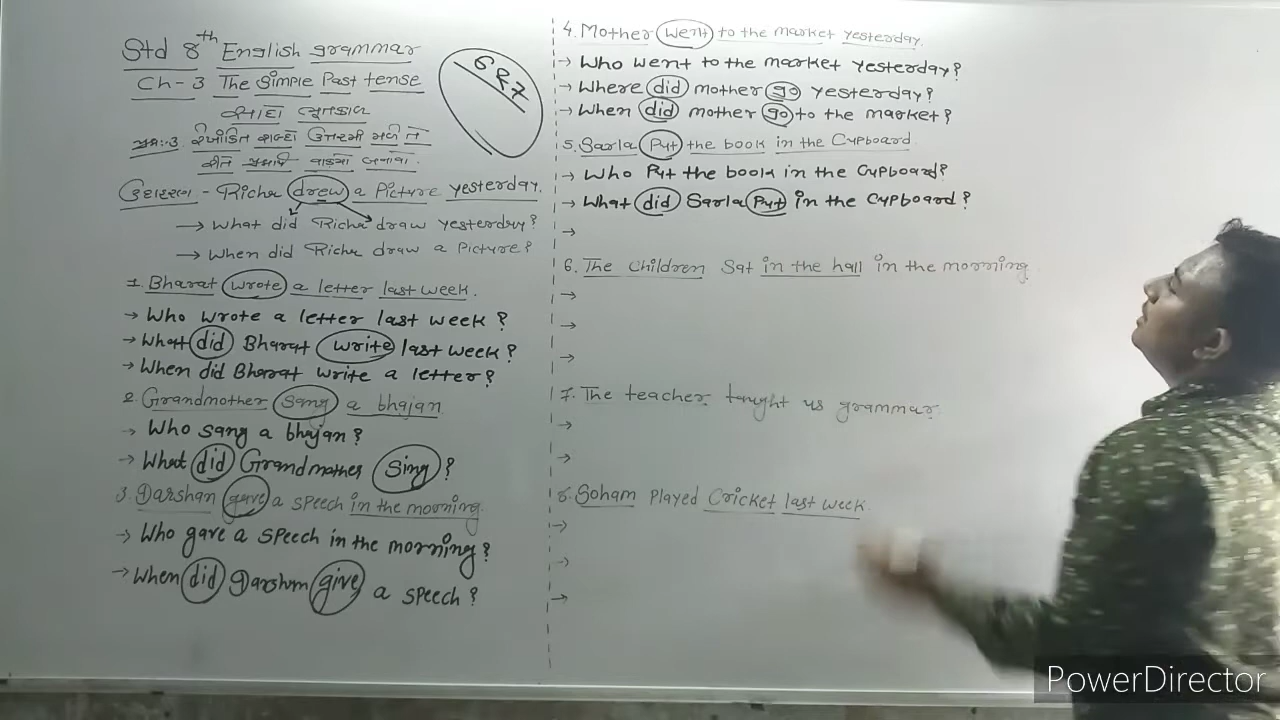 Std 8th English grammar
Ch-3 The Simple Past tense
6 & 7
उदाहरण - Richa drew a Picture yesterday.
→ What did Richa draw yesterday?
→ When did Richa draw a Picture?
1. Bharat wrote a letter last week.
→ Who wrote a letter last week?
→ What did Bharat write last week?
→ When did Bharat write a letter?
2. Grandmother sang a bhajan
→ Who sang a bhajan?
→ What did Grandmother Sing?
3. Darshan gave a speech in the morning.
→ Who gave a speech in the morning?
→ When did Darshan give a speech?
4. Mother went to the market yesterday.
→ Who went to the market yesterday?
→ Where did mother go yesterday?
→ When did mother go to the market?
5. Sarla Put the book in the Cupboard
→ Who Put the book in the Cupboard?
→ What did Sarla Put in the Cupboard?
→
6. The Children Sat in the hall in the morning
→
→
→
7. The teacher taught us grammar.
→
→
8. Soham Played Cricket last week.
→
→
→
PowerDirector